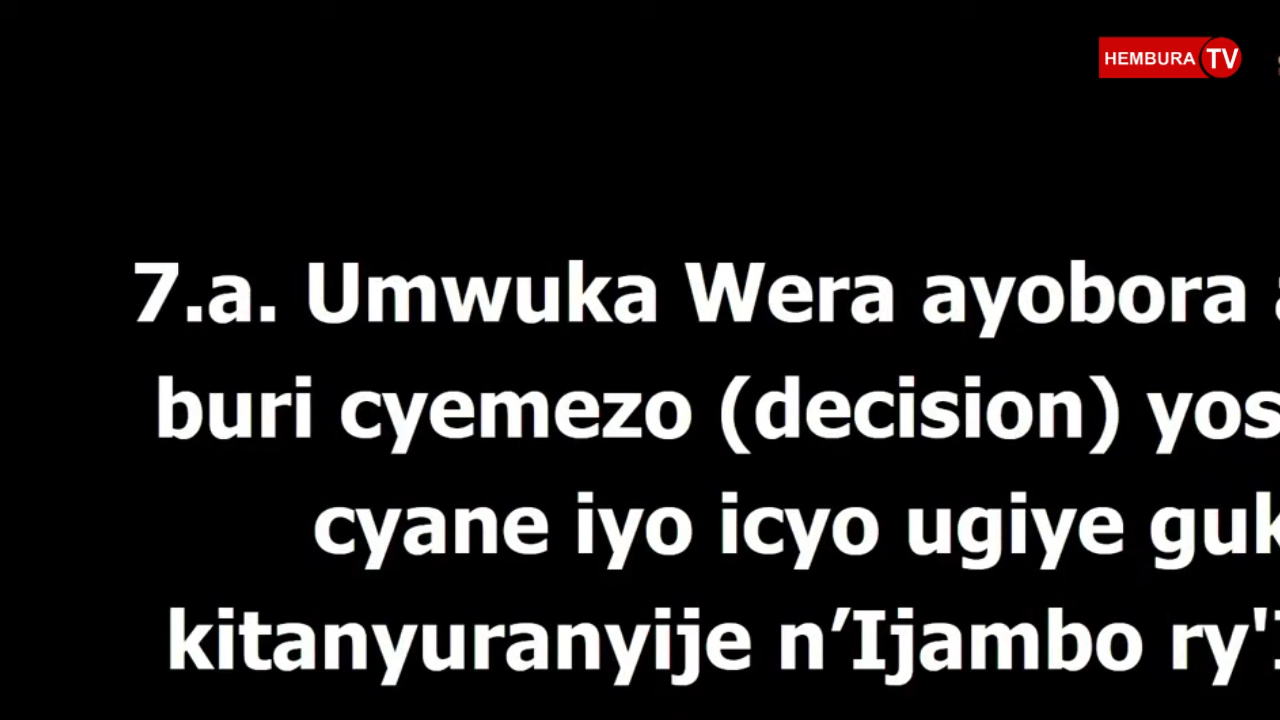 HEMBURA TV
7.a. Umwuka Wera ayobora
buri cyemezo (decision)
cyane iyo icyo ugiye
kitanyuranyije n’Ijambo